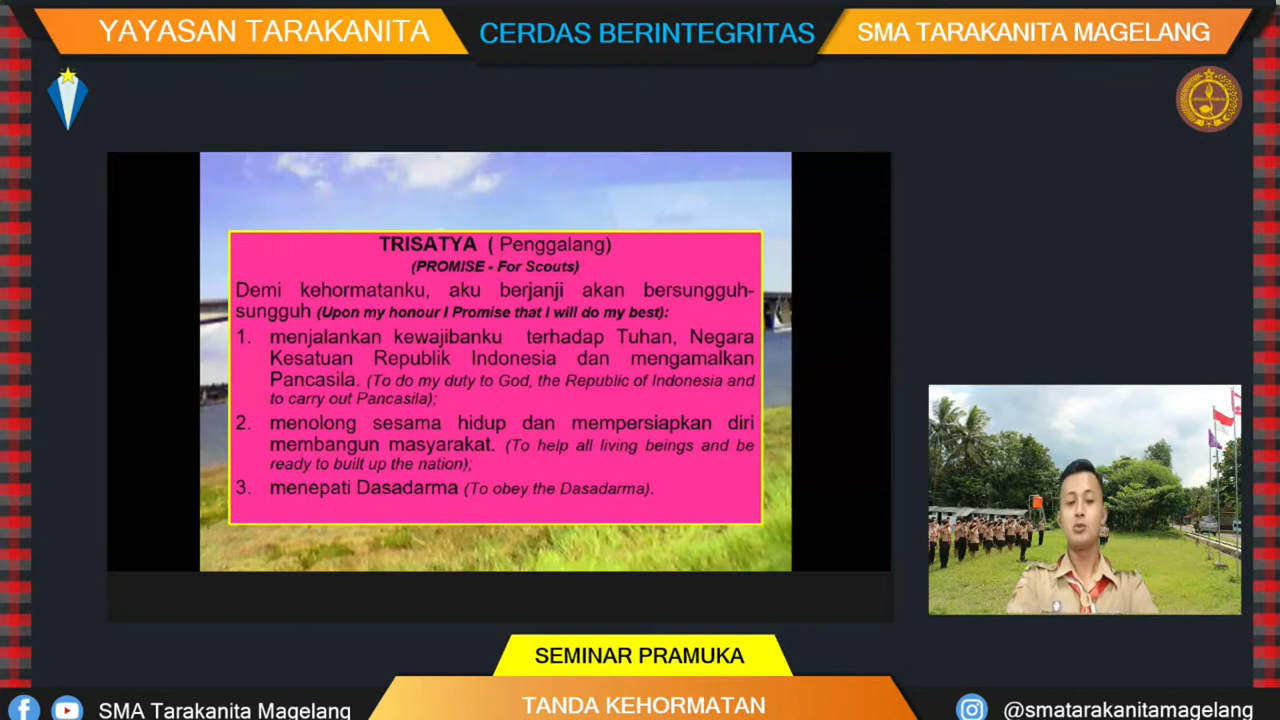 YAYASAN TARAKANITA
CERDAS BERINTEGRITAS
SMA TARAKANITA MAGELANG
TRISATYA ( Penggalang)
(PROMISE - For Scouts)
Demi kehormatanku, aku berjanji akan bersungguh-
sungguh (Upon my honour I Promise that I will do my best):
1. menjalankan kewajibanku terhadap Tuhan, Negara
Kesatuan Republik Indonesia dan mengamalkan
Pancasila. (To do my duty to God, the Republic of Indonesia and
to carry out Pancasila);
2. menolong sesama hidup dan mempersiapkan diri
membangun masyarakat. (To help all living beings and be
ready to built up the nation);
3. menepati Dasadarma (To obey the Dasadarma).
SEMINAR PRAMUKA
TANDA KEHORMATAN
SMA Tarakanita Magelang
@smatarakanitamagelang